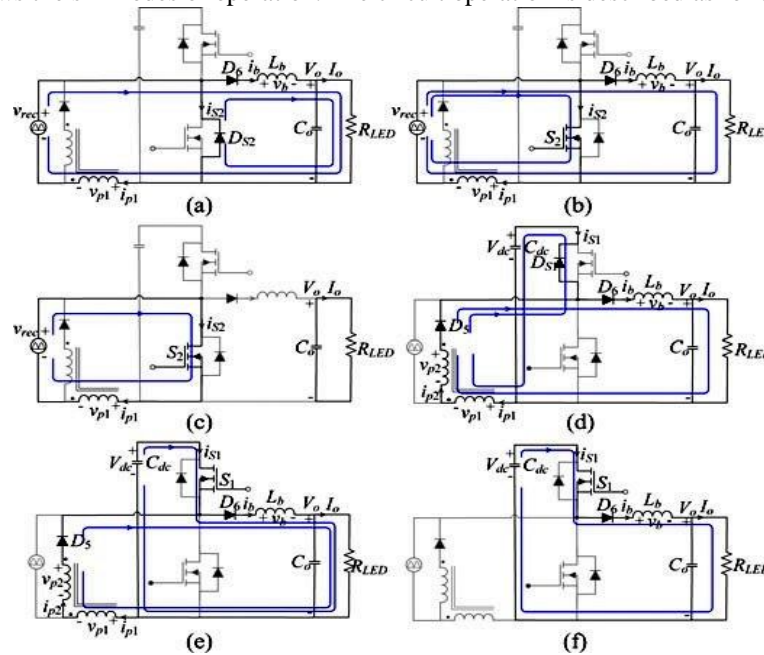 D6 ib Lb Vo Io
+ vb - +
vrec + iS2
- DS2 Co RLED
- vp1 + ip1 -
(a)
D6 ib Lb Vo Io
+ vb - +
vrec + iS2
- S2 Co RLED
- vp1 + ip1 -
(b)
Vo Io
+
vrec + iS2
- S2 Co RLED
- vp1 + ip1 -
(c)
+ iS1
Vdc Cdc
- DS1
D6 ib Lb Vo Io
+ vb - +
D5
+
vp2 Co RLED
-
ip2
- vp1 + ip1 -
(d)
+ iS1
Vdc Cdc S1
-
D6 ib Lb Vo Io
+ vb - +
D5
+
vp2 Co RLED
-
ip2
- vp1 + ip1 -
(e)
+ iS1
Vdc Cdc S1
-
D6 ib Lb Vo Io
+ vb - +
Co RLED
-
(f)